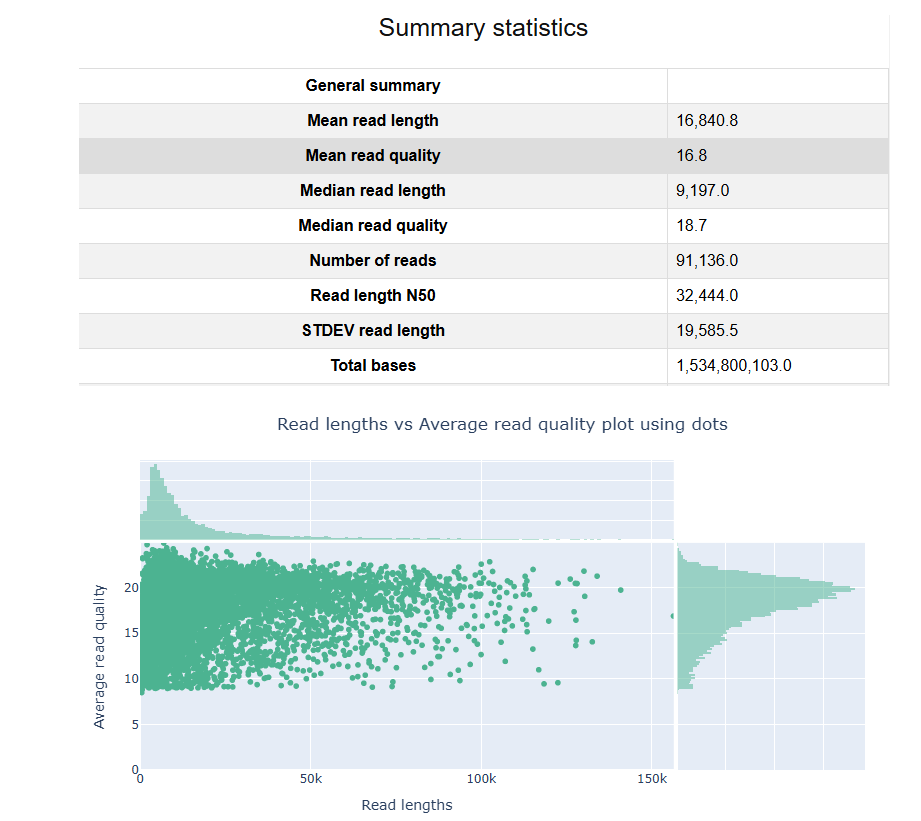 Summary statistics
General summary
Mean read length 16,840.8
Mean read quality 16.8
Median read length 9,197.0
Median read quality 18.7
Number of reads 91,136.0
Read length N50 32,444.0
STDEV read length 19,585.5
Total bases 1,534,800,103.0
Read lengths vs Average read quality plot using dots
Average read quality
20
15
10
5
0
0 50k 100k 150k
Read lengths